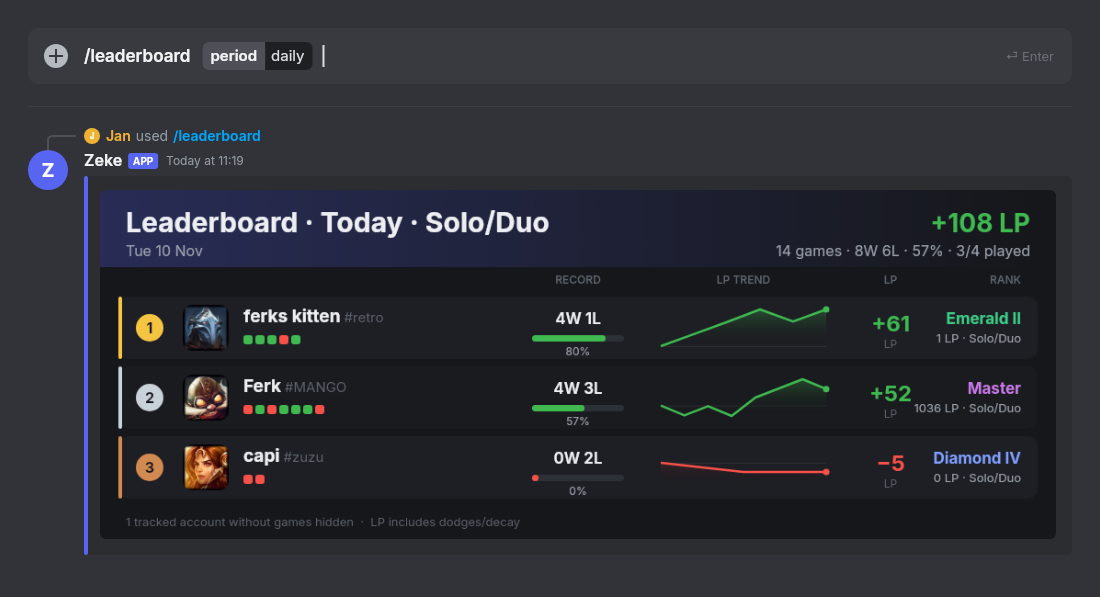 /leaderboard period daily
⏎ Enter
J Jan used /leaderboard
Z
Zeke APP Today at 11:19
Leaderboard · Today · Solo/Duo
+108 LP
Tue 10 Nov
14 games · 8W 6L · 57% · 3/4 played
RECORD LP TREND LP RANK
1
ferks kitten #retro
4W 1L
80%
+61
LP
Emerald II
1 LP · Solo/Duo
2
Ferk #MANGO
4W 3L
57%
+52
LP
Master
1036 LP · Solo/Duo
3
capi #zuzu
0W 2L
0%
−5
LP
Diamond IV
0 LP · Solo/Duo
1 tracked account without games hidden · LP includes dodges/decay